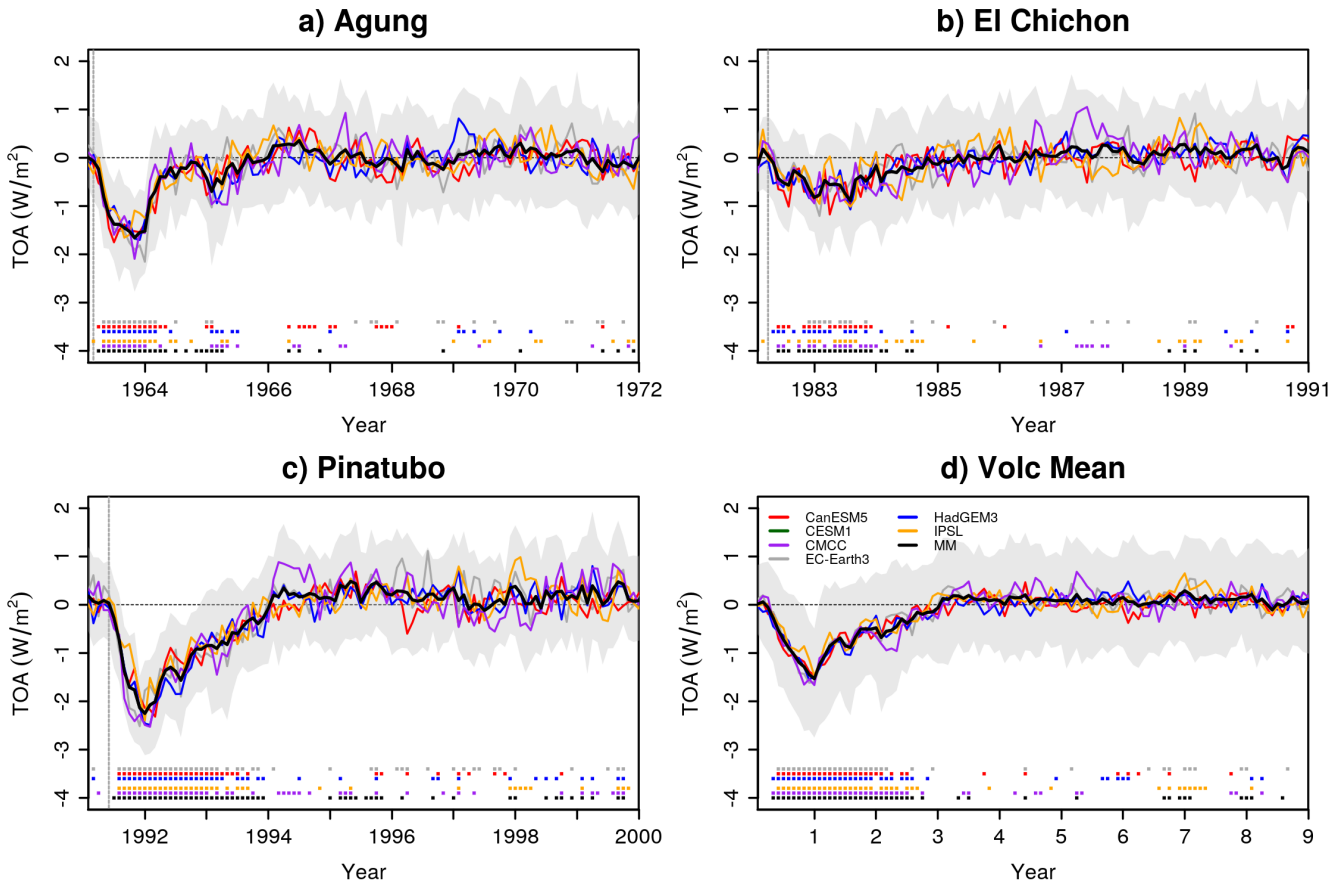 a) Agung
TOA (W/m²)
2
1
0
-1
-2
-3
-4
1964 1966 1968 1970 1972
Year
b) El Chichon
TOA (W/m²)
2
1
0
-1
-2
-3
-4
1983 1985 1987 1989 1991
Year
c) Pinatubo
TOA (W/m²)
2
1
0
-1
-2
-3
-4
1992 1994 1996 1998 2000
Year
d) Volc Mean
TOA (W/m²)
2
1
0
-1
-2
-3
-4
CanESM5 HadGEM3
CESM1 IPSL
CMCC MM
EC-Earth3
1 2 3 4 5 6 7 8 9
Year